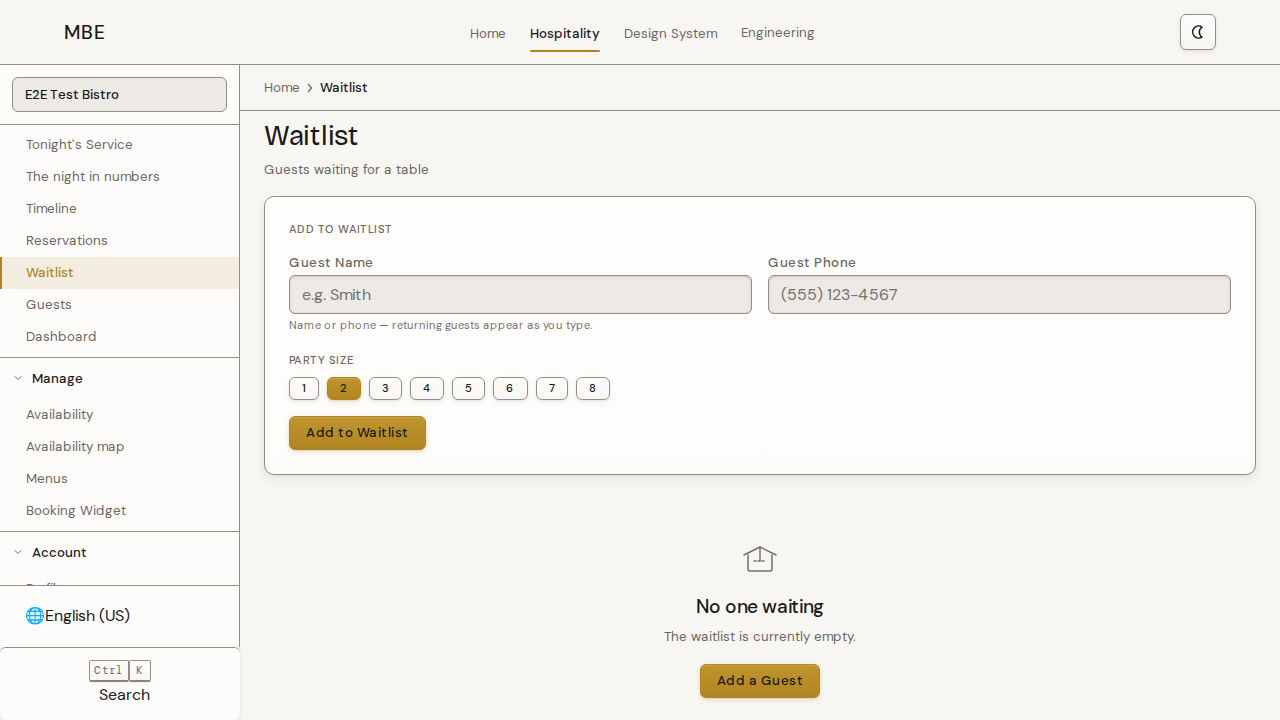 MBE
Home
Hospitality
Design System
Engineering
E2E Test Bistro
Tonight's Service
The night in numbers
Timeline
Reservations
Waitlist
Guests
Dashboard
Manage
Availability
Availability map
Menus
Booking Widget
Account
English (US)
Ctrl K
Search
Home > Waitlist
Waitlist
Guests waiting for a table
ADD TO WAITLIST
Guest Name
Guest Phone
e.g. Smith
(555) 123-4567
Name or phone — returning guests appear as you type.
PARTY SIZE
1 2 3 4 5 6 7 8
Add to Waitlist
No one waiting
The waitlist is currently empty.
Add a Guest